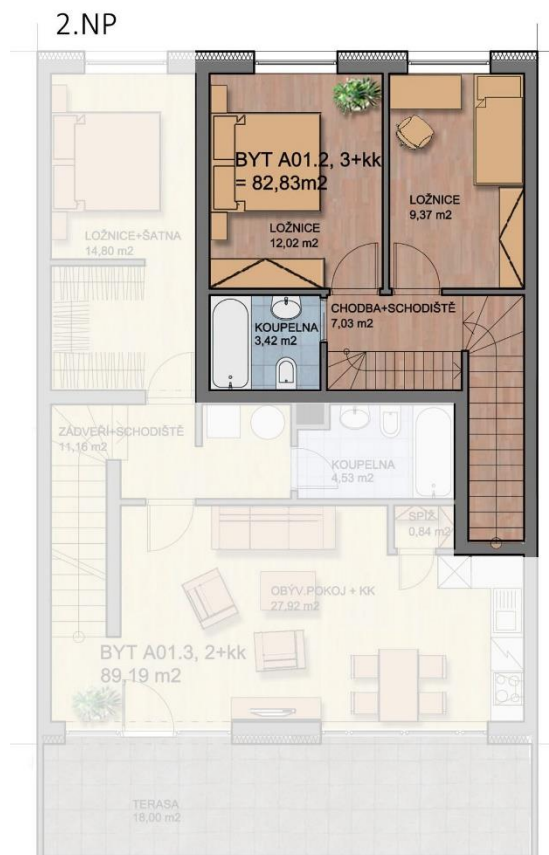 2.NP
BYT A01.2, 3+kk
= 82,83m2
LOŽNICE
12,02 m2
LOŽNICE
9,37 m2
LOŽNICE+ŠATNA
14,80 m2
CHODBA+SCHODIŠTĚ
7,03 m2
KOUPELNA
3,42 m2
ZÁDVEŘÍ+SCHODIŠTĚ
11,16 m2
KOUPELNA
4,53 m2
SPÍŽ
0,84 m2
OBÝV.POKOJ + KK
27,92 m2
BYT A01.3, 2+kk
89,19 m2
TERASA
18,00 m2